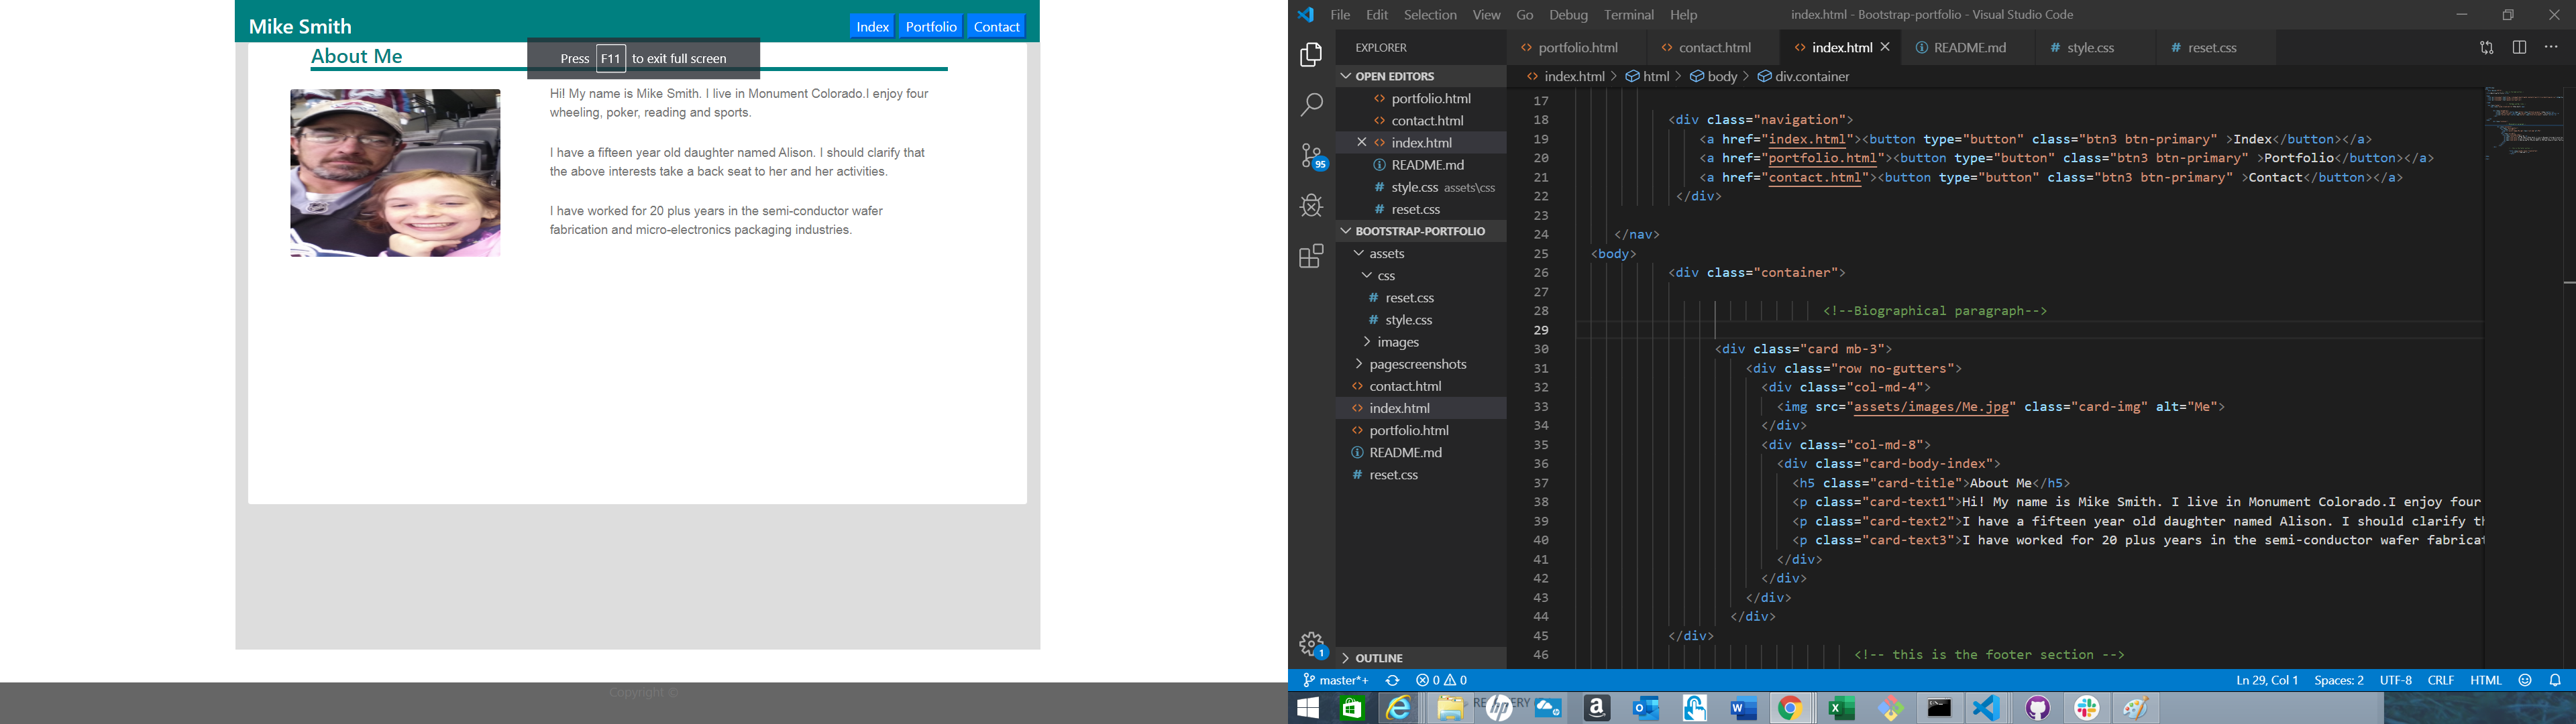 Mike Smith
Index Portfolio Contact
Press F11 to exit full screen
About Me
Hi! My name is Mike Smith. I live in Monument Colorado.I enjoy four
wheeling, poker, reading and sports.
I have a fifteen year old daughter named Alison. I should clarify that
the above interests take a back seat to her and her activities.
I have worked for 20 plus years in the semi-conductor wafer
fabrication and micro-electronics packaging industries.
Copyright ©
File Edit Selection View Go Debug Terminal Help
index.html - Bootstrap-portfolio - Visual Studio Code
EXPLORER
OPEN EDITORS
portfolio.html
contact.html
index.html
README.md
style.css assets\css
reset.css
BOOTSTRAP-PORTFOLIO
assets
css
reset.css
style.css
images
pagescreenshots
contact.html
index.html
portfolio.html
README.md
reset.css
OUTLINE
95
1
portfolio.html contact.html index.html README.md style.css reset.css
index.html > html > body > div.container
17
18 <div class="navigation">
19 <a href="index.html"><button type="button" class="btn3 btn-primary" >Index</button></a>
20 <a href="portfolio.html"><button type="button" class="btn3 btn-primary" >Portfolio</button></a>
21 <a href="contact.html"><button type="button" class="btn3 btn-primary" >Contact</button></a>
22 </div>
23
24 </nav>
25 <body>
26 <div class="container">
27
28 <!--Biographical paragraph-->
29
30 <div class="card mb-3">
31 <div class="row no-gutters">
32 <div class="col-md-4">
33 <img src="assets/images/Me.jpg" class="card-img" alt="Me">
34 </div>
35 <div class="col-md-8">
36 <div class="card-body-index">
37 <h5 class="card-title">About Me</h5>
38 <p class="card-text1">Hi! My name is Mike Smith. I live in Monument Colorado.I enjoy four
39 <p class="card-text2">I have a fifteen year old daughter named Alison. I should clarify th
40 <p class="card-text3">I have worked for 20 plus years in the semi-conductor wafer fabricat
41 </div>
42 </div>
43 </div>
44 </div>
45 </div>
46 <!-- this is the footer section -->
master*+ 0 0
Ln 29, Col 1 Spaces: 2 UTF-8 CRLF HTML